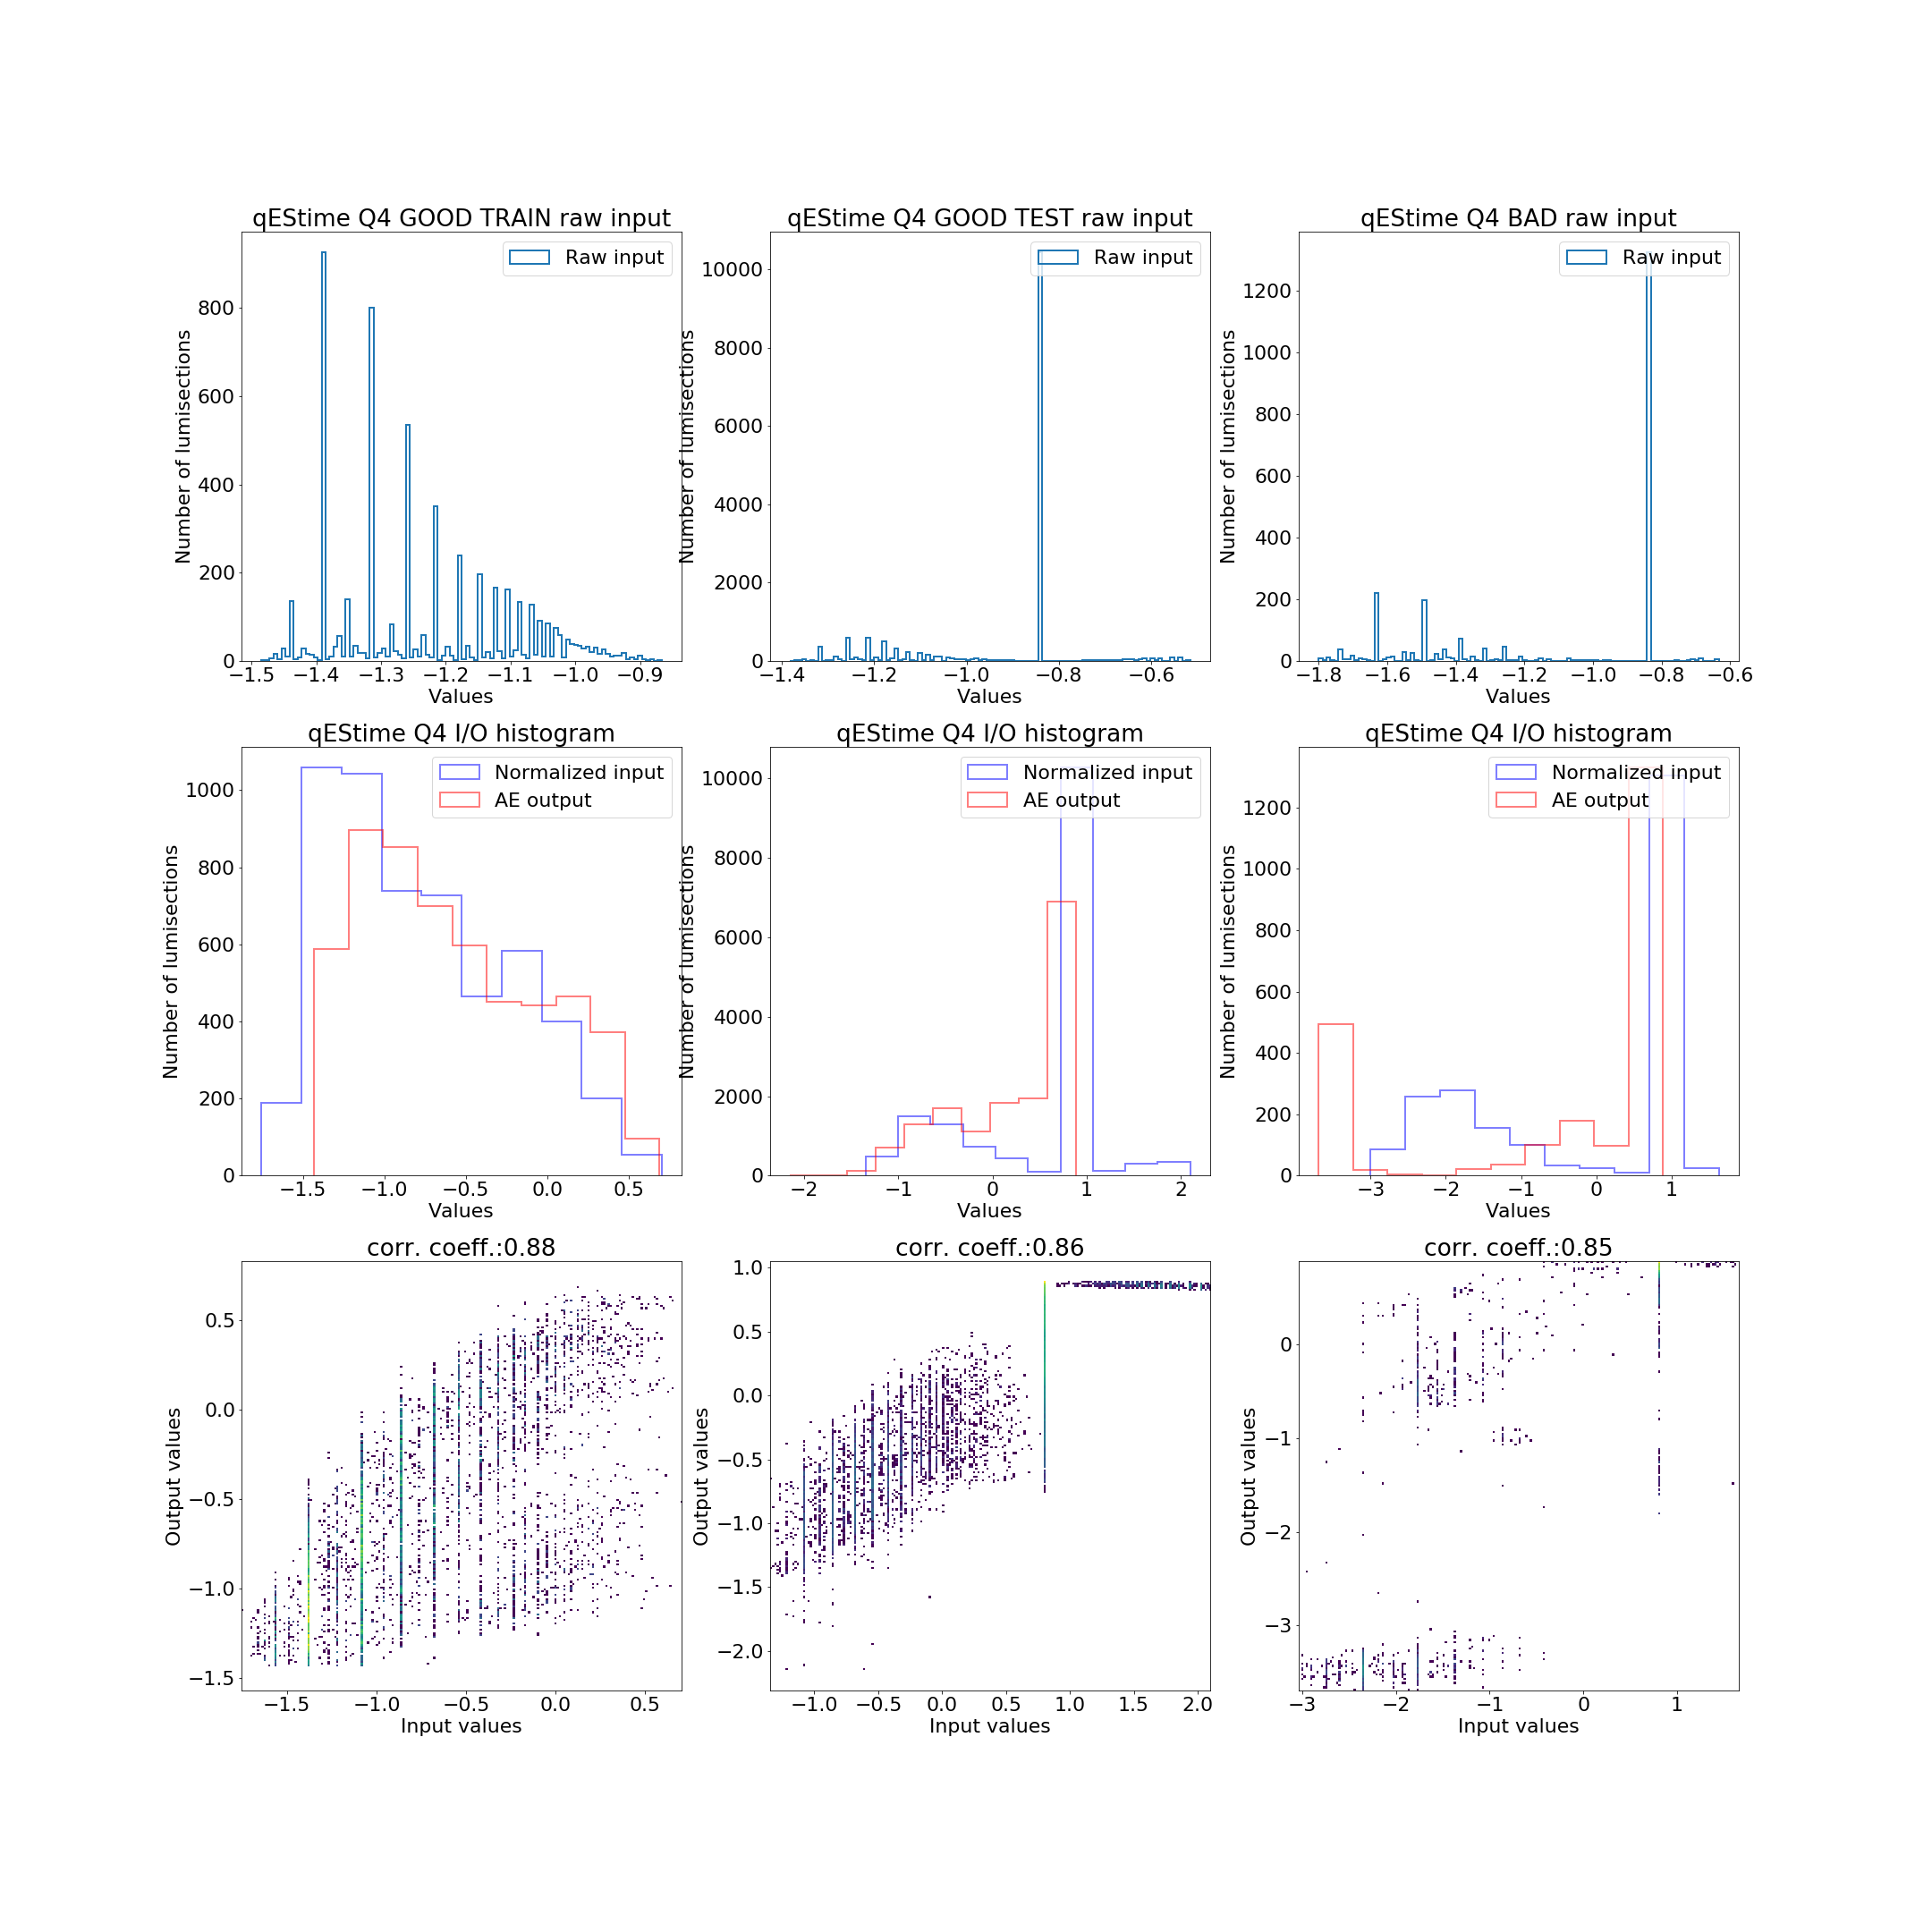 qEStime Q4 GOOD TRAIN raw input
Raw input
800
600
400
200
0
Number of lumisections
−1.5 −1.4 −1.3 −1.2 −1.1 −1.0 −0.9
Values
qEStime Q4 GOOD TEST raw input
Raw input
10000
8000
6000
4000
2000
0
Number of lumisections
−1.4 −1.2 −1.0 −0.8 −0.6
Values
qEStime Q4 BAD raw input
Raw input
1200
1000
800
600
400
200
0
Number of lumisections
−1.8 −1.6 −1.4 −1.2 −1.0 −0.8 −0.6
Values
qEStime Q4 I/O histogram
Normalized input
AE output
1000
800
600
400
200
0
Number of lumisections
−1.5 −1.0 −0.5 0.0 0.5
Values
qEStime Q4 I/O histogram
Normalized input
AE output
10000
8000
6000
4000
2000
0
Number of lumisections
−2 −1 0 1 2
Values
qEStime Q4 I/O histogram
Normalized input
AE output
1200
1000
800
600
400
200
0
Number of lumisections
−3 −2 −1 0 1
Values
corr. coeff.:0.88
0.5
0.0
−0.5
−1.0
−1.5
Output values
−1.5 −1.0 −0.5 0.0 0.5
Input values
corr. coeff.:0.86
1.0
0.5
0.0
−0.5
−1.0
−1.5
−2.0
Output values
−1.0 −0.5 0.0 0.5 1.0 1.5 2.0
Input values
corr. coeff.:0.85
0
−1
−2
−3
Output values
−3 −2 −1 0 1
Input values